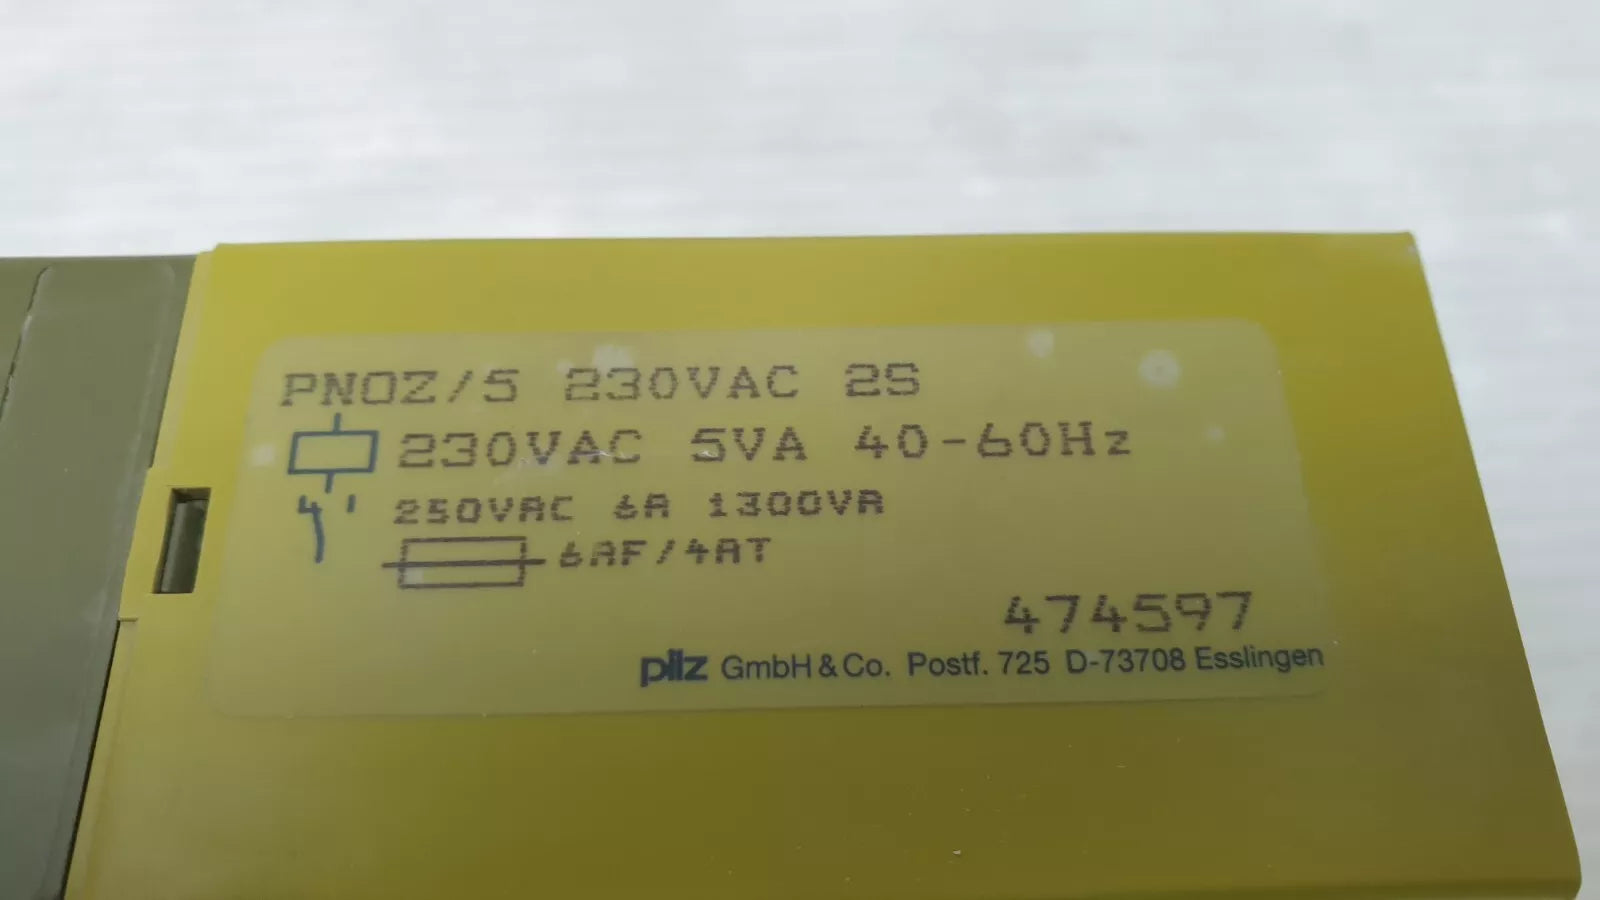 PNOZ/5 230VAC 2S
230VAC 5VA 40-60Hz
250VAC 6A 1300VA
6AF/4AT
474597
pilz GmbH & Co. Postf. 725 D-73708 Esslingen